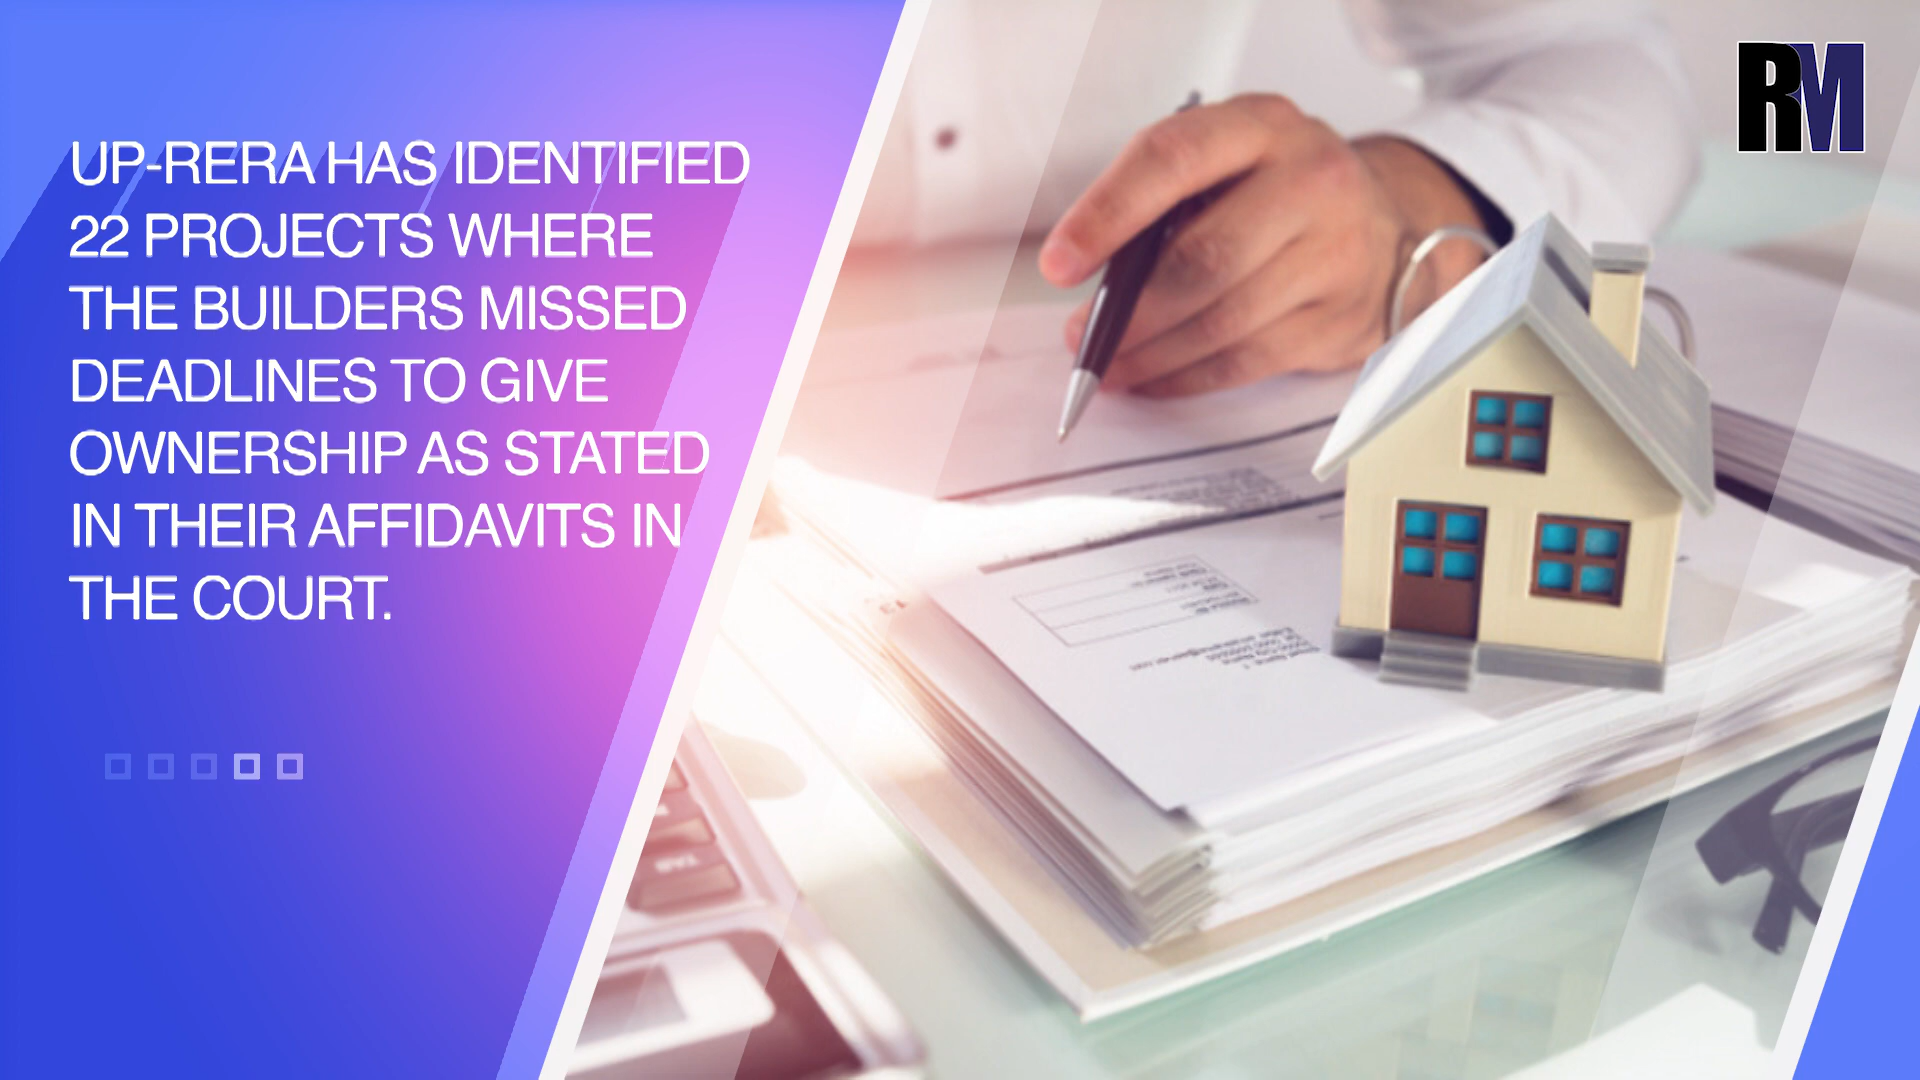 UP-RERA HAS IDENTIFIED
22 PROJECTS WHERE
THE BUILDERS MISSED
DEADLINES TO GIVE
OWNERSHIP AS STATED
IN THEIR AFFIDAVITS IN
THE COURT.
RM
TAB